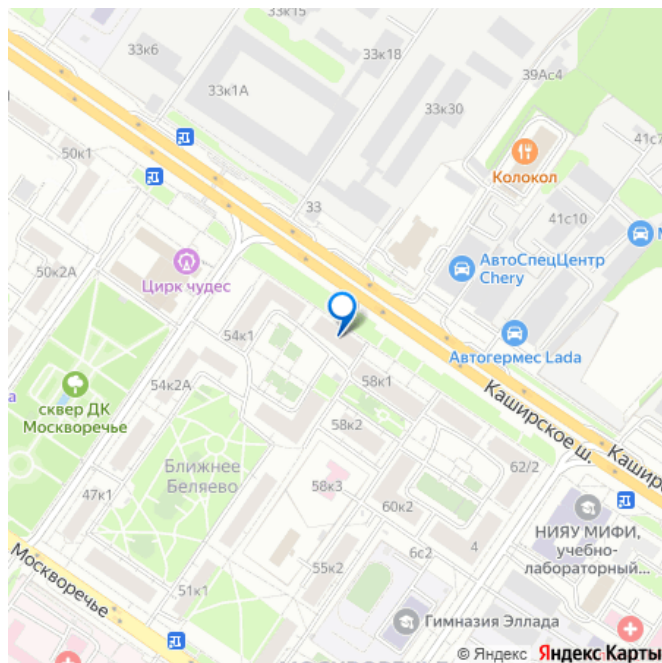 33к15
33к6
33к18
39Ас4
33к1А
33к30
41с7
50к1
Колокол
33
41с10
М
АвтоСпецЦентр
Chery
50к2А
Цирк чудес
54к1
Автогермес Lada
58к1
54к2А
а
сквер ДК
Москворечье
Каширское ш.
Каширс
58к2
Ближнее
Беляево
62/2
58к3
47к1
60к2
НИЯУ МИФИ,
учебно-
лабораторный...
6с2
4
Москворечье
55к2
51к1
Гимназия Эллада
© Яндекс Яндекс Карты